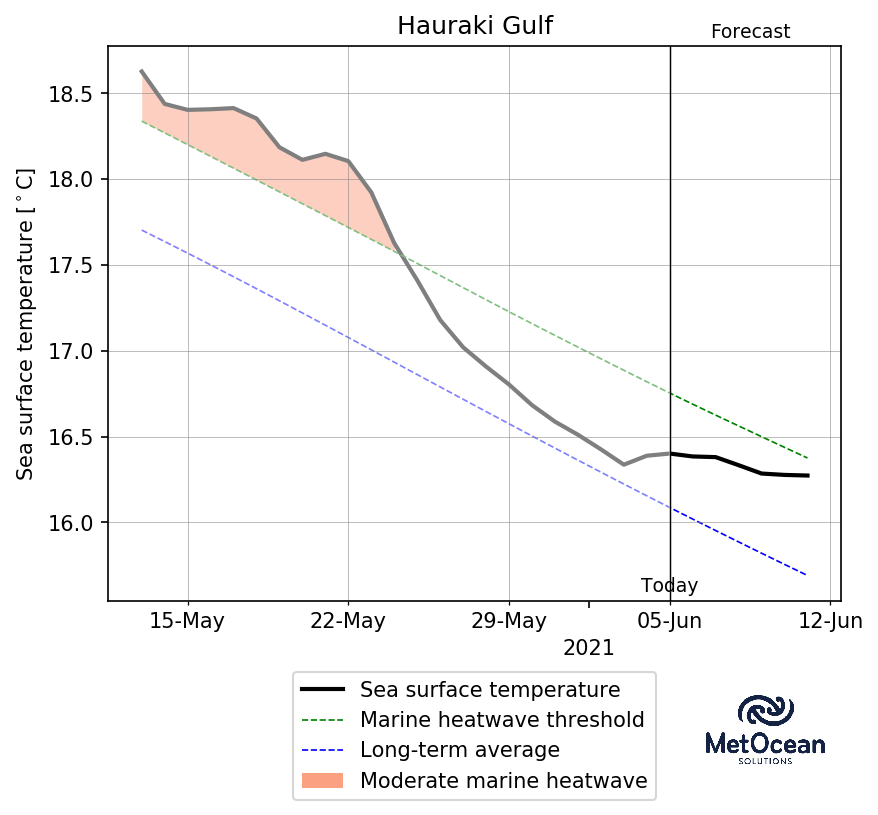 Hauraki Gulf
Forecast
Sea surface temperature [°C]
18.5
18.0
17.5
17.0
16.5
16.0
Today
15-May
22-May
29-May
05-Jun
12-Jun
2021
Sea surface temperature
Marine heatwave threshold
Long-term average
Moderate marine heatwave
MetOcean
SOLUTIONS